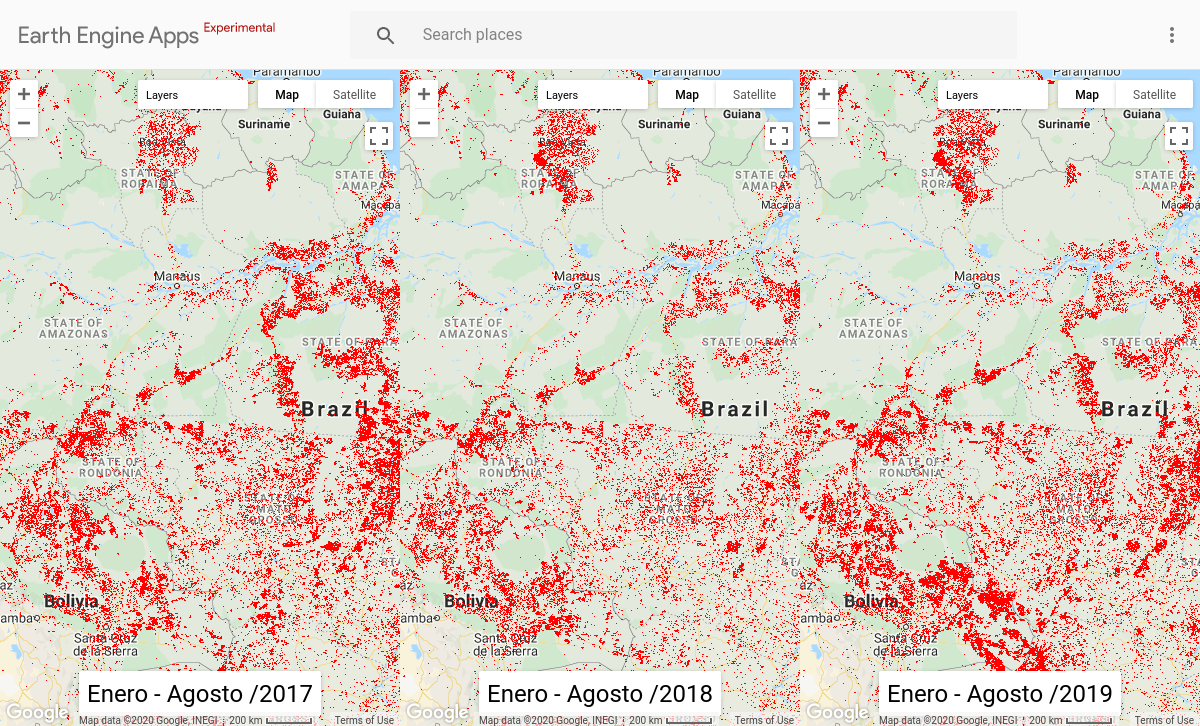 Earth Engine Apps Experimental
Search places
Layers
Map
Satellite
Paramaribo
Suriname
Guiana
STATE OF
RORAIMA
STATE OF
AMAPÁ
Macapá
Manaus
STATE OF
AMAZONAS
STATE OF PARÁ
Brazil
STATE OF
RONDÔNIA
STATE OF
MATO
GROSSO
Bolivia
Santa Cruz
de la Sierra
Enero - Agosto /2017
Google
Map data ©2020 Google, INEGI
200 km
Terms of Use
Layers
Map
Satellite
Paramaribo
Suriname
Guiana
STATE OF
RORAIMA
STATE OF
AMAPÁ
Macapá
Manaus
STATE OF
AMAZONAS
STATE OF PARA
Brazil
STATE OF
RONDÔNIA
STATE OF
MATO
GROSSO
Bolivia
Santa Cruz
de la Sierra
Enero - Agosto /2018
Google
Map data ©2020 Google, INEGI
200 km
Terms of Use
Layers
Map
Satellite
Paramaribo
Suriname
Guiana
STATE OF
RORAIMA
STATE OF
AMAPÁ
Macapá
Manaus
STATE OF
AMAZONAS
STATE OF PARÁ
Brazil
STATE OF
RONDÔNIA
STATE OF
MATO
GROSSO
Bolivia
Santa Cruz
de la Sierra
Enero - Agosto /2019
Google
Map data ©2020 Google, INEGI
200 km
Terms of Use